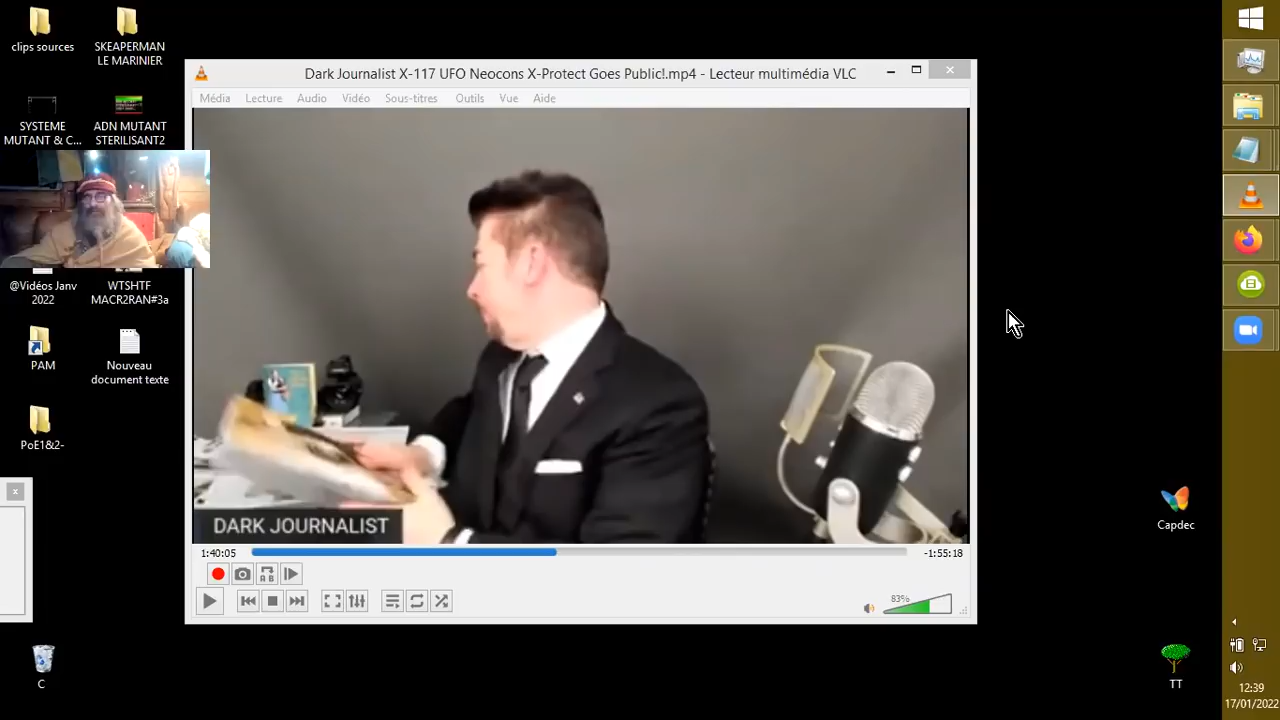 clips sources
SKEAPERMAN
LE MARINIER
SYSTEME
MUTANT & C...
ADN MUTANT
STERILISANT2
@Vidéos Janv
2022
WTSHTF
MACR2RAN#3a
PAM
Nouveau
document texte
PoE1&2-
C
Dark Journalist X-117 UFO Neocons X-Protect Goes Public!.mp4 - Lecteur multimédia VLC
Média Lecture Audio Vidéo Sous-titres Outils Vue Aide
DARK JOURNALIST
1:40:05
-1:55:18
83%
Capdec
TT
12:39
17/01/2022